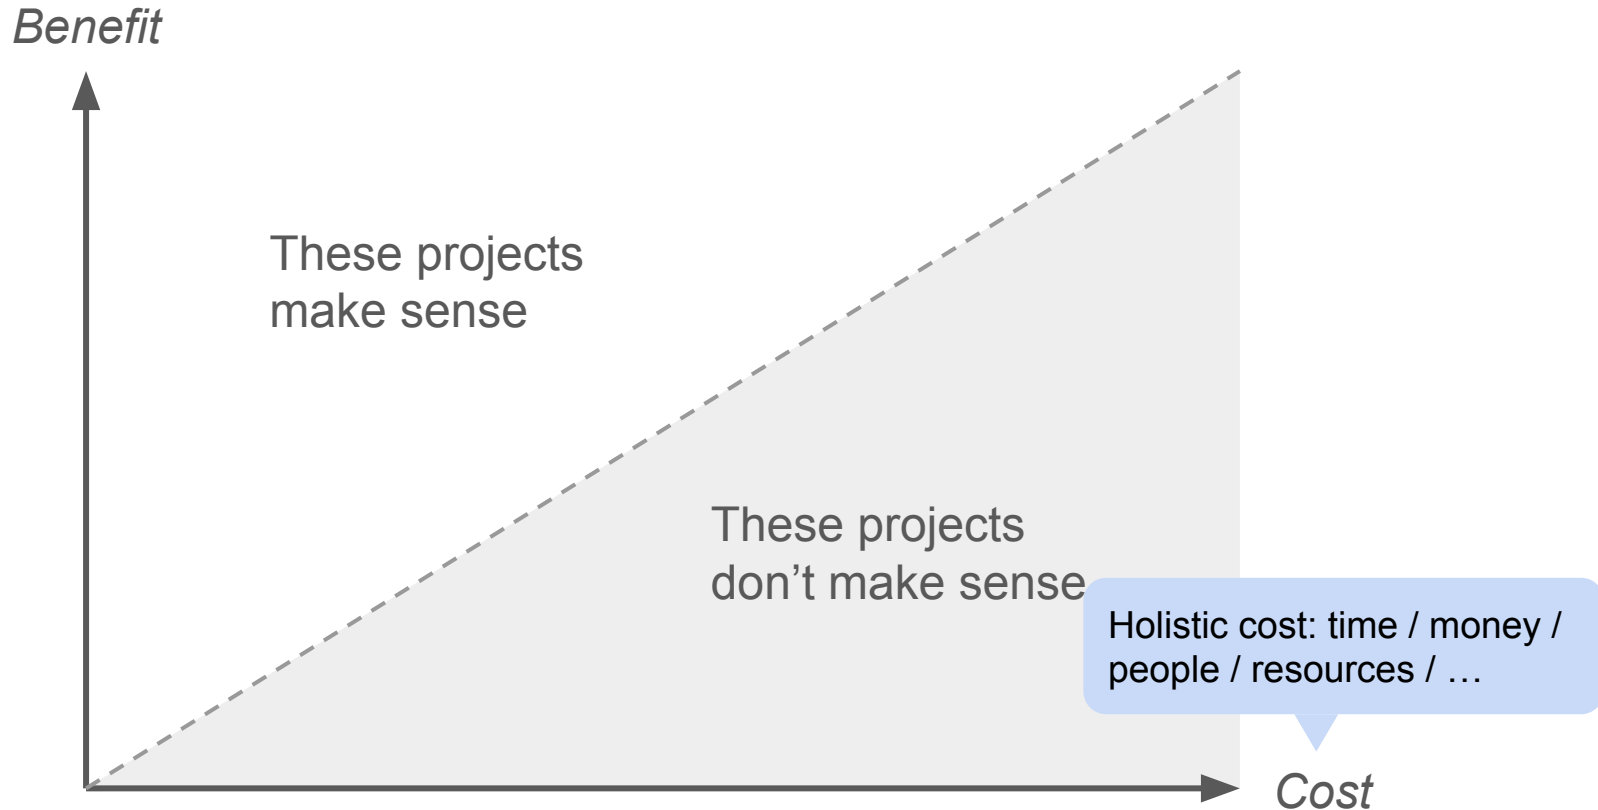 Benefit
These projects
make sense
These projects
don’t make sense
Holistic cost: time / money /
people / resources / …
Cost